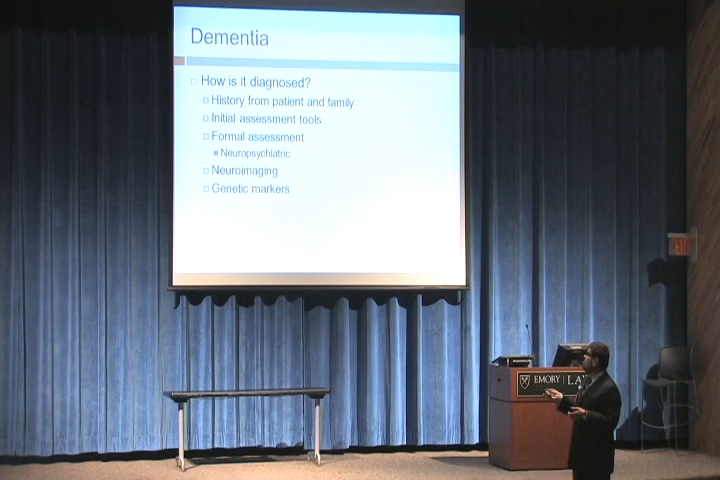 Dementia
How is it diagnosed?
History from patient and family
Initial assessment tools
Formal assessment
Neuropsychiatric
Neuroimaging
Genetic markers
EXIT
EMORY | LA